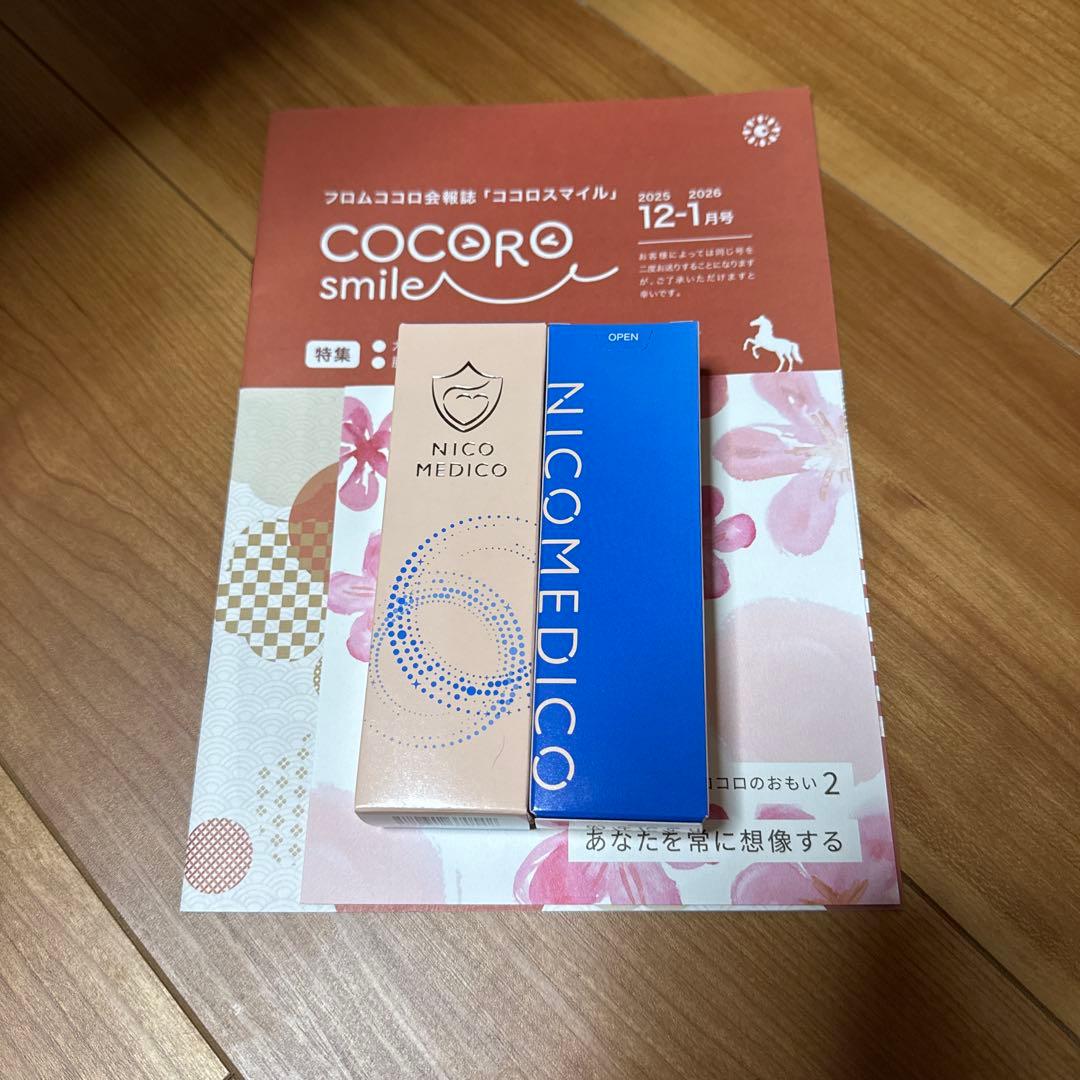 フロムココロ会報誌「ココロスマイル」
2025 2026
12-1月号
COCORO
smile
お客様によっては同じ号を
二度お送りすることになります
が、ご了承いただけますと
幸いです。
特集
OPEN
NICO
MEDICO
NICOMEDICO
ココロのおもい 2
あなたを常に想像する